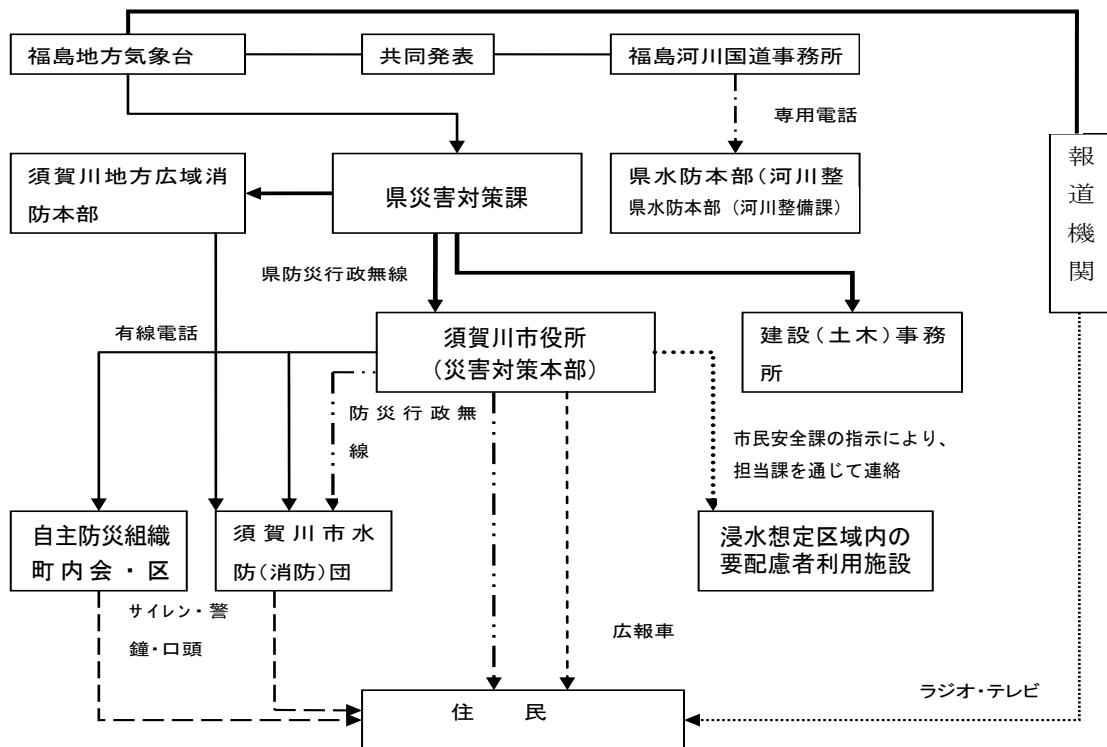 福島地方気象台
共同発表
福島河川国道事務所
専用電話
報道機関
須賀川地方広域消
防本部
県災害対策課
県水防本部(河川整
県水防本部（河川整備課）
県防災行政無線
有線電話
須賀川市役所
(災害対策本部)
建設(土木)事務
所
防災行政無
線
市民安全課の指示により、
担当課を通じて連絡
自主防災組織
町内会・区
須賀川市水
防(消防)団
浸水想定区域内の
要配慮者利用施設
サイレン・警
鐘・口頭
広報車
ラジオ・テレビ
住民